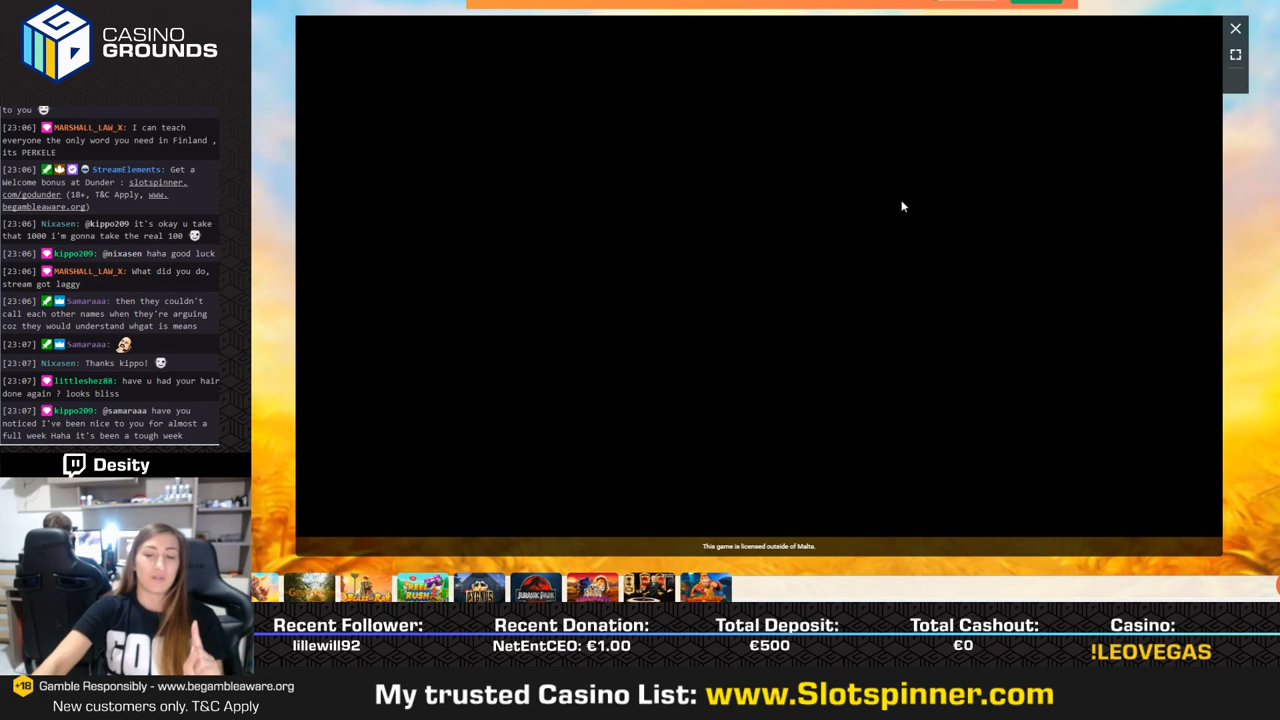 CASINO
GROUNDS
to you
[23:06] MARSHALL_LAW_X: I can teach
everyone the only word you need in Finland ,
its PERKELE
[23:06] StreamElements: Get a
Welcome bonus at Dunder : slotspinner.
com/godunder (18+, T&C Apply, www.
begambleaware.org)
[23:06] Nixasen: @kippo209 it's okay u take
that 1000 i'm gonna take the real 100
[23:06] kippo209: @nixasen haha good luck
[23:06] MARSHALL_LAW_X: What did you do,
stream got laggy
[23:06] Samaraaa: then they couldn't
call each other names when they're arguing
coz they would understand whgat is means
[23:07] Samaraaa:
[23:07] Nixasen: Thanks kippo!
[23:07] littleshez88: have u had your hair
done again ? looks bliss
[23:07] kippo209: @samaraaa have you
noticed I've been nice to you for almost a
full week Haha it's been a tough week
Desity
This game is licensed outside of Malta.
REEL
RUSH
JURASSIC PARK
Recent Follower:
lillewill92
Recent Donation:
NetEntCEO: €1.00
Total Deposit:
€500
Total Cashout:
€0
Casino:
!LEOVEGAS
+18 Gamble Responsibly - www.begambleaware.org
New customers only. T&C Apply
My trusted Casino List: www.Slotspinner.com